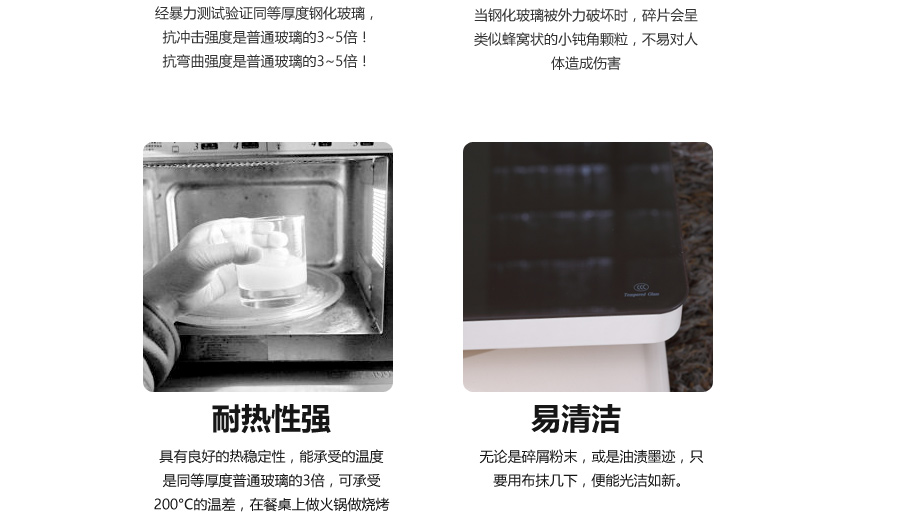 经暴力测试验证同等厚度钢化玻璃，
抗冲击强度是普通玻璃的3~5倍！
抗弯曲强度是普通玻璃的3~5倍！
当钢化玻璃被外力破坏时，碎片会呈
类似蜂窝状的小钝角颗粒，不易对人
体造成伤害
Tempered Glass
耐热性强
具有良好的热稳定性，能承受的温度
是同等厚度普通玻璃的3倍，可承受
200°C的温差，在餐桌上做火锅做烧烤
易清洁
无论是碎屑粉末，或是油渍墨迹，只
要用布抹几下，便能光洁如新。